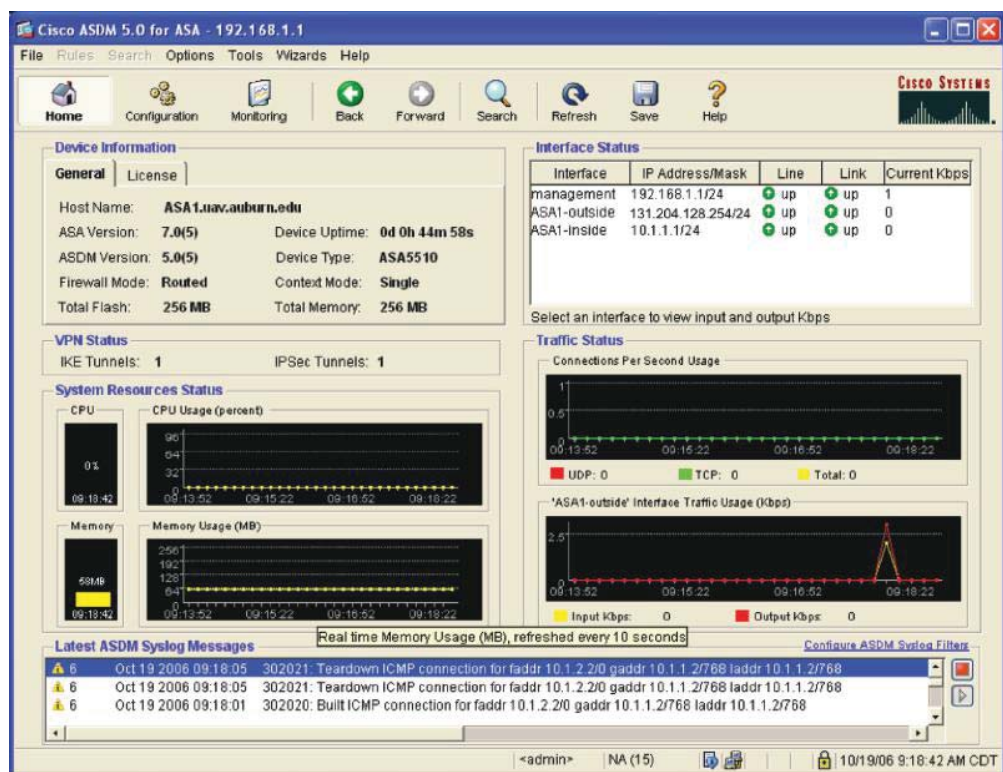 Cisco ASDM 5.0 for ASA - 192.168.1.1
File Rules Search Options Tools Wizards Help
Home Configuration Monitoring Back Forward Search Refresh Save Help
CISCO SYSTEMS
Device Information
General License
Host Name: ASA1.uav.auburn.edu
ASA Version: 7.0(5) Device Uptime: 0d 0h 44m 58s
ASDM Version: 5.0(5) Device Type: ASA5510
Firewall Mode: Routed Context Mode: Single
Total Flash: 256 MB Total Memory: 256 MB
Interface Status
Interface IP Address/Mask Line Link Current Kbps
management 192.168.1.1/24 up up 1
ASA1-outside 131.204.128.254/24 up up 0
ASA1-inside 10.1.1.1/24 up up 0
Select an interface to view input and output Kbps
VPN Status
IKE Tunnels: 1 IPSec Tunnels: 1
System Resources Status
CPU
0%
09:18:42
CPU Usage (percent)
96
64
32
0
09:13:52 09:15:22 09:16:52 09:18:22
Memory
58MB
09:18:42
Memory Usage (MB)
256
192
128
64
0
09:13:52 09:15:22 09:16:52 09:18:22
Traffic Status
Connections Per Second Usage
1
0.5
0
09:13:52 09:15:22 09:16:52 09:18:22
UDP: 0 TCP: 0 Total: 0
'ASA1-outside' Interface Traffic Usage (Kbps)
2.5
0
09:13:52 09:15:22 09:16:52 09:18:22
Input Kbps: 0 Output Kbps: 0
Real time Memory Usage (MB), refreshed every 10 seconds
Latest ASDM Syslog Messages Configure ASDM Syslog Filters
6 Oct 19 2006 09:18:05 302021: Teardown ICMP connection for faddr 10.1.2.2/0 gaddr 10.1.1.2/768 laddr 10.1.1.2/768
6 Oct 19 2006 09:18:05 302021: Teardown ICMP connection for faddr 10.1.2.2/0 gaddr 10.1.1.2/768 laddr 10.1.1.2/768
6 Oct 19 2006 09:18:01 302020: Built ICMP connection for faddr 10.1.2.2/0 gaddr 10.1.1.2/768 laddr 10.1.1.2/768
<admin> NA (15) 10/19/06 9:18:42 AM CDT